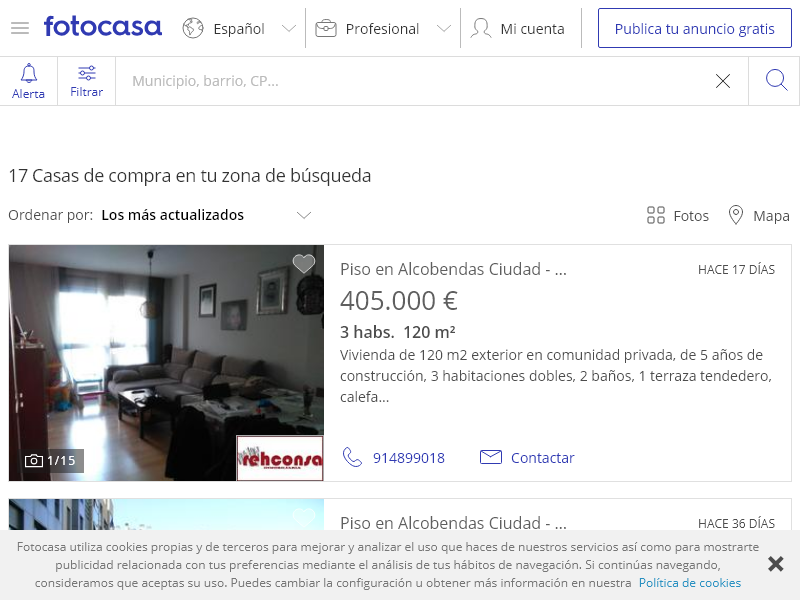 fotocasa
Español
Profesional
Mi cuenta
Publica tu anuncio gratis
Alerta
Filtrar
Municipio, barrio, CP...
17 Casas de compra en tu zona de búsqueda
Ordenar por: Los más actualizados
Fotos
Mapa
Piso en Alcobendas Ciudad - ...
HACE 17 DÍAS
405.000 €
3 habs. 120 m²
Vivienda de 120 m2 exterior en comunidad privada, de 5 años de
construcción, 3 habitaciones dobles, 2 baños, 1 terraza tendedero,
calefa...
1/15
rehconsa
914899018
Contactar
Piso en Alcobendas Ciudad - ...
HACE 36 DÍAS
Fotocasa utiliza cookies propias y de terceros para mejorar y analizar el uso que haces de nuestros servicios así como para mostrarte
publicidad relacionada con tus preferencias mediante el análisis de tus hábitos de navegación. Si continúas navegando,
consideramos que aceptas su uso. Puedes cambiar la configuración u obtener más información en nuestra Política de cookies